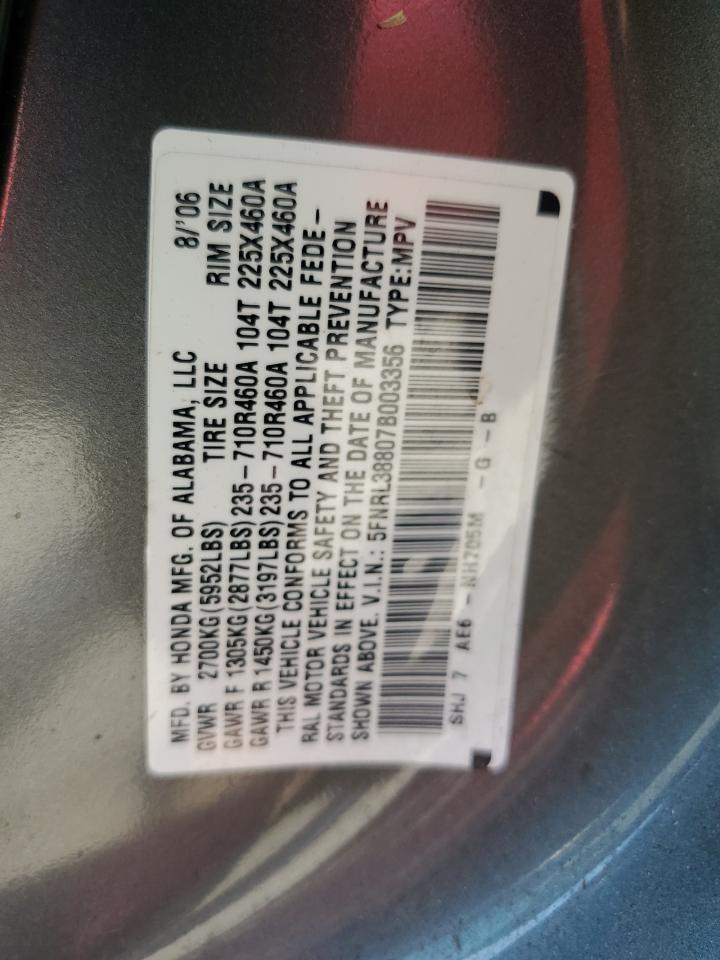 MFD. BY HONDA MFG. OF ALABAMA, LLC 8/'06
GVWR 2700KG(5952LBS) TIRE SIZE RIM SIZE
GAWR F 1305KG(2877LBS)235-710R460A 104T 225X460A
GAWR R 1450KG(3197LBS)235-710R460A 104T 225X460A
THIS VEHICLE CONFORMS TO ALL APPLICABLE FEDE-
RAL MOTOR VEHICLE SAFETY AND THEFT PREVENTION
STANDARDS IN EFFECT ON THE DATE OF MANUFACTURE
SHOWN ABOVE. V.I.N.: 5FNRL38807B003356 TYPE:MPV
SHJ 7 AE6 -NH705M -G -B